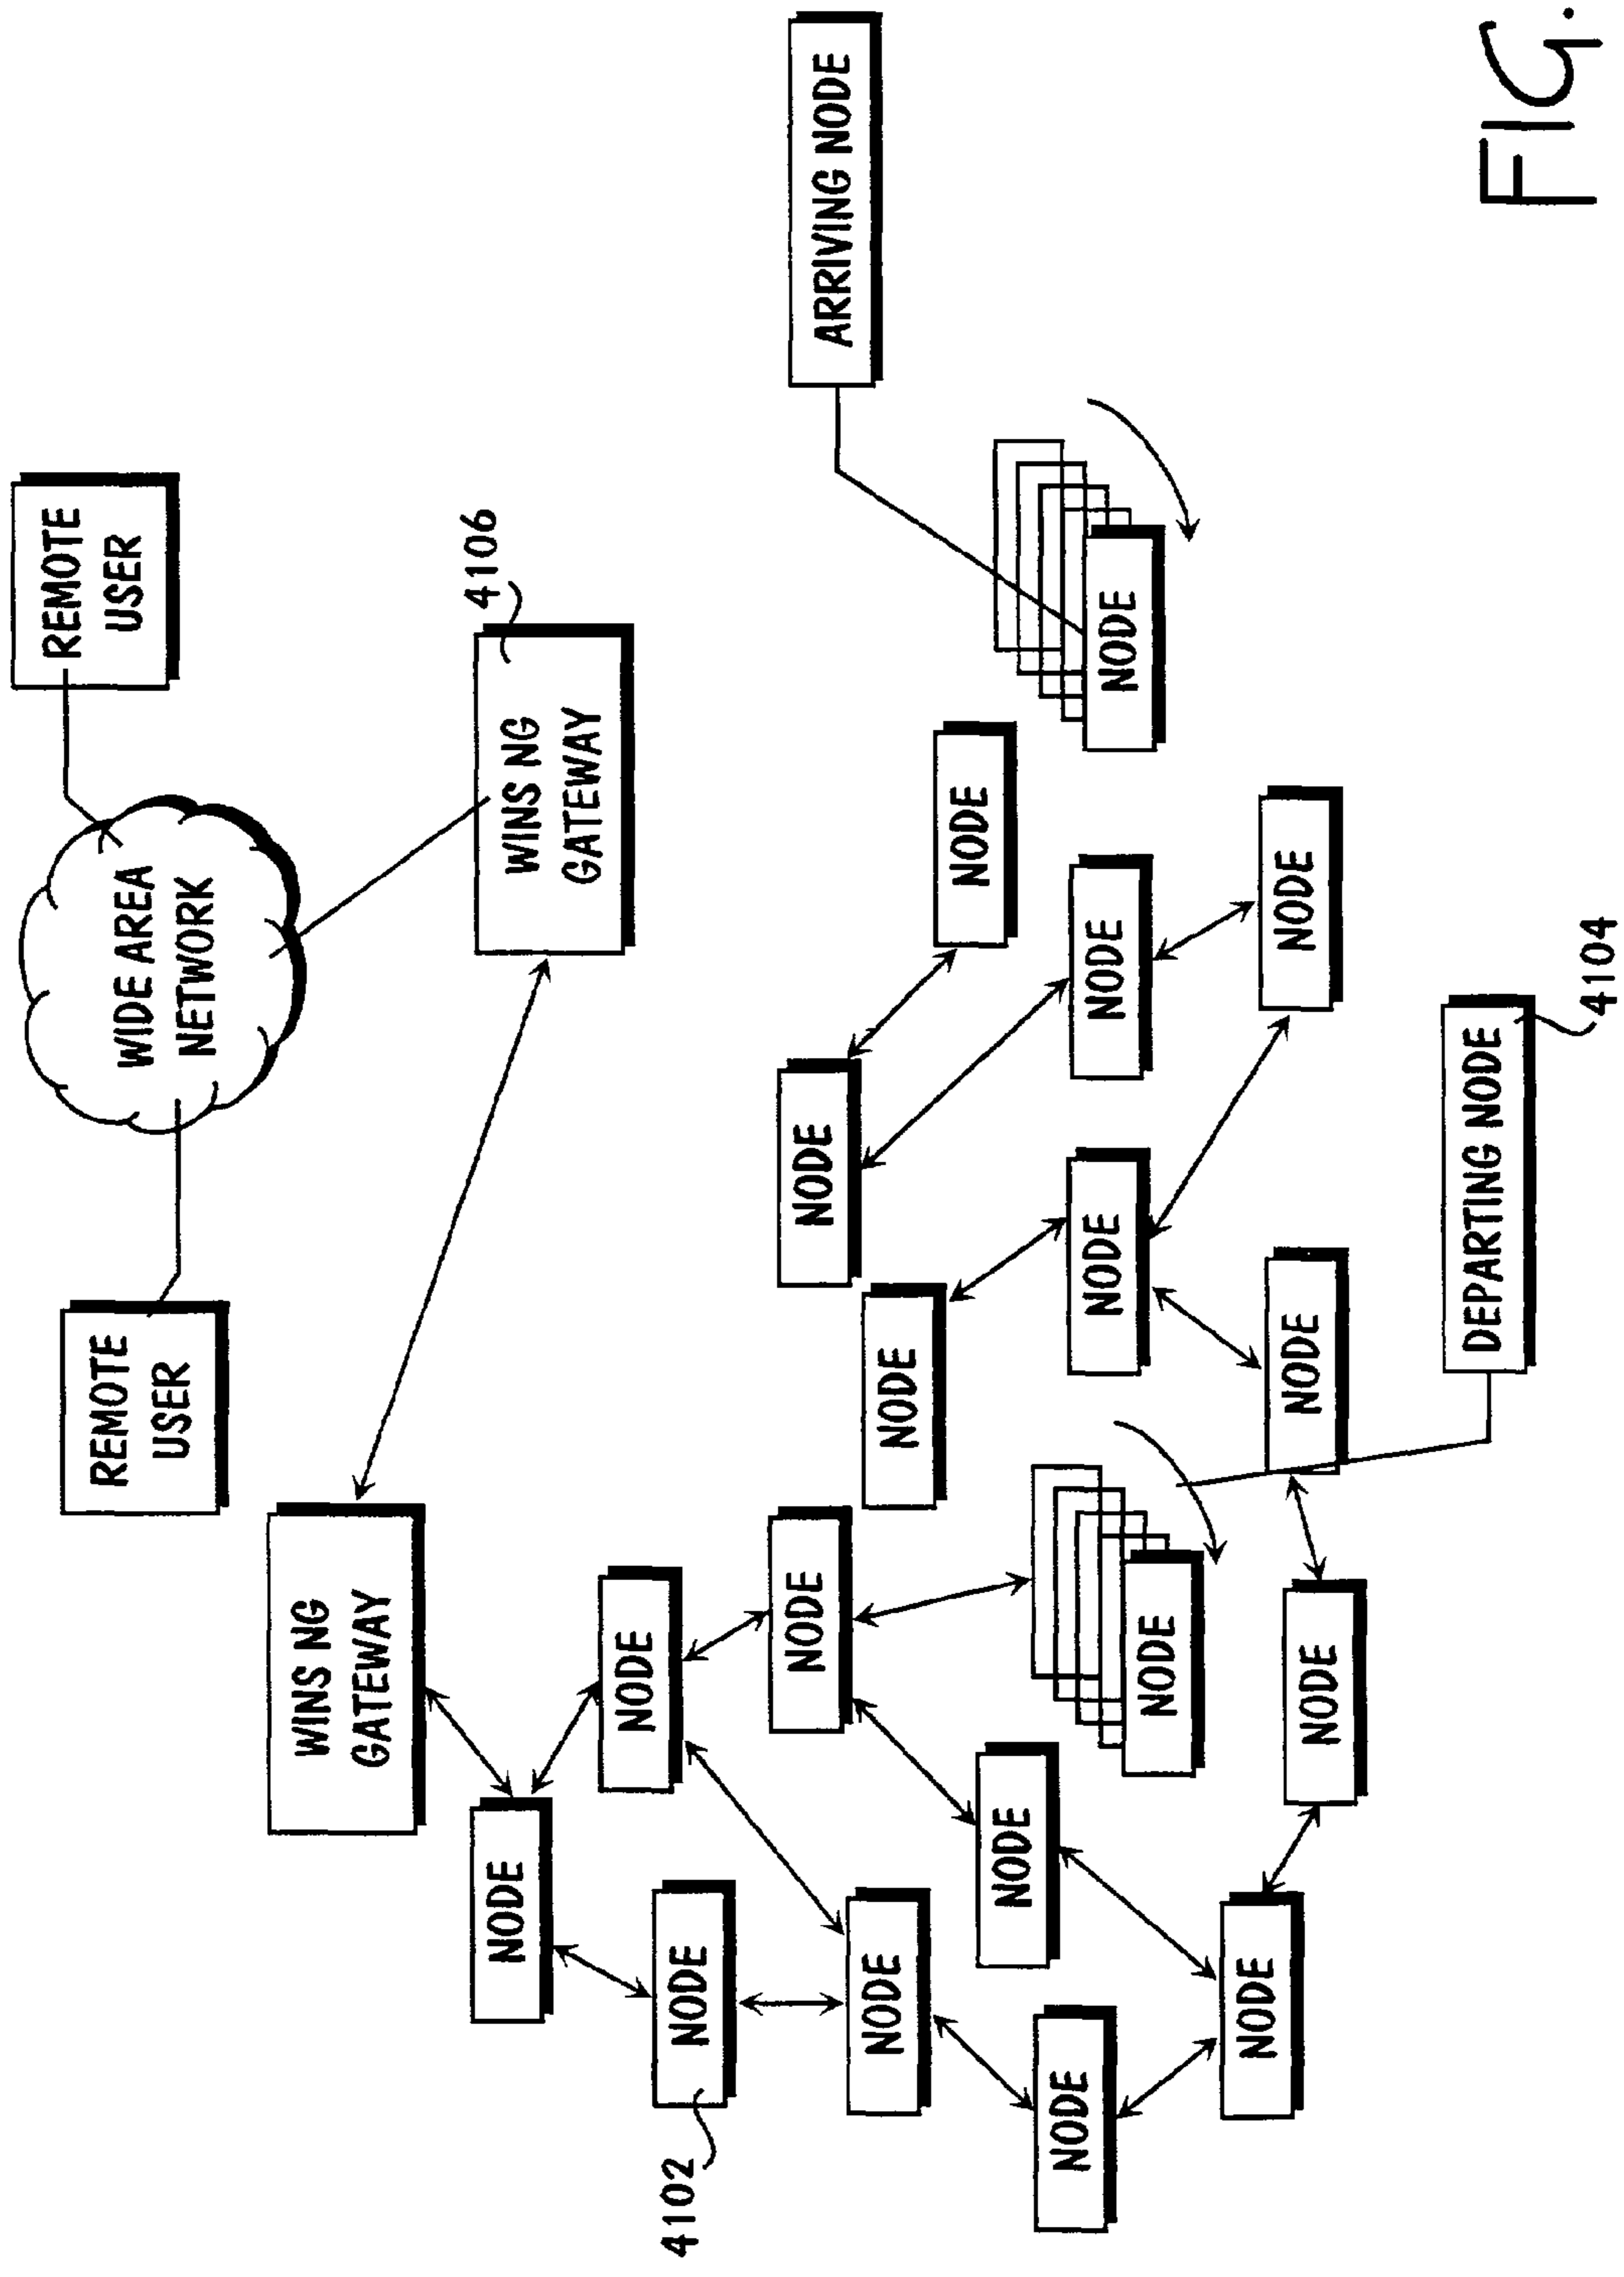 REMOTE
USER
REMOTE
USER
WIDE AREA
NETWORK
WINS NG
GATEWAY
4106
WINS NG
GATEWAY
NODE
NODE
4102
NODE
NODE
NODE
ARRIVING NODE
NODE
NODE
NODE
NODE
NODE
NODE
NODE
NODE
NODE
NODE
NODE
NODE
NODE
DEPARTING NODE
4104
FIG.